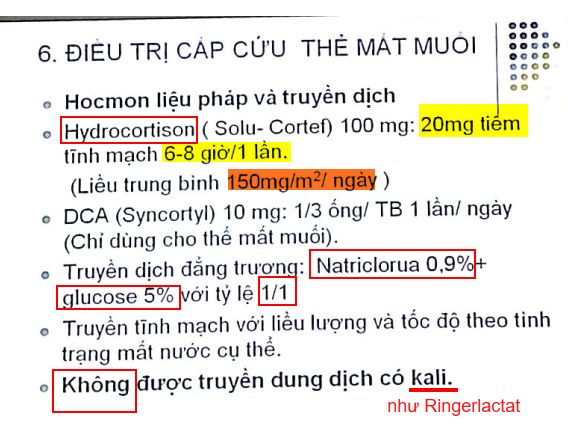 6. ĐIỀU TRỊ CẤP CỨU THỂ MẤT MUỐI
Hocmon liệu pháp và truyền dịch
Hydrocortison ( Solu- Cortef) 100 mg: 20mg tiêm
tĩnh mạch 6-8 giờ/1 lần.
(Liều trung bình 150mg/m²/ ngày )
DCA (Syncortyl) 10 mg: 1/3 ống/ TB 1 lần/ ngày
(Chỉ dùng cho thể mất muối).
Truyền dịch đẳng trương: Natriclorua 0,9%+
glucose 5% với tỷ lệ 1/1
Truyền tĩnh mạch với liều lượng và tốc độ theo tình
trạng mất nước cụ thể.
Không được truyền dung dịch có kali.
như Ringerlactat